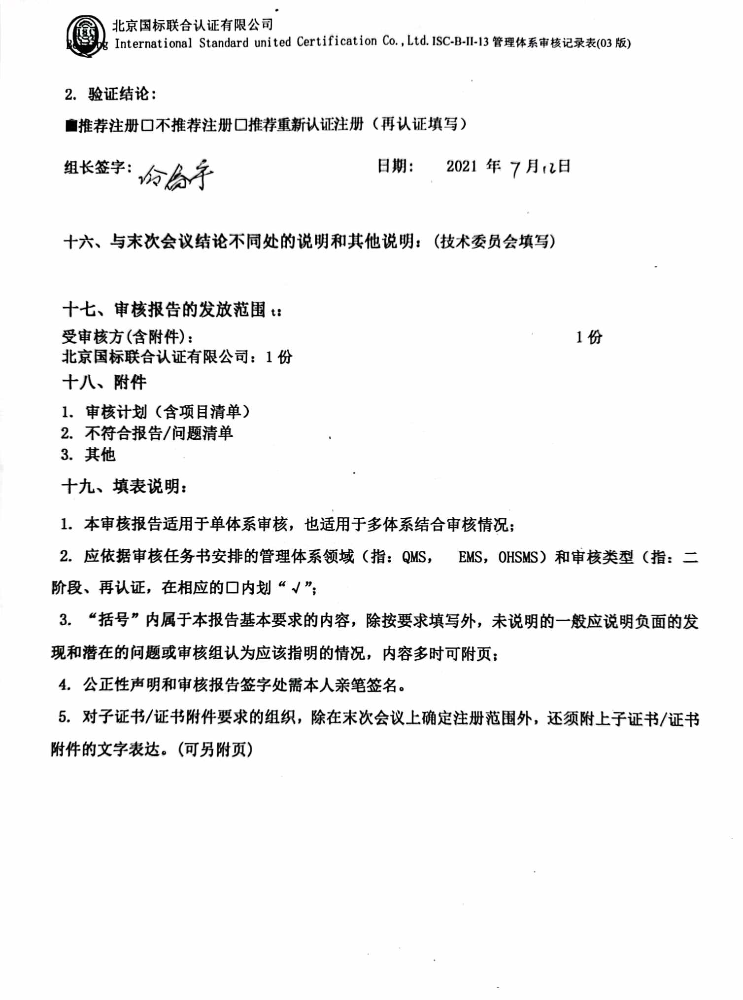 北京国标联合认证有限公司
Beijing International Standard united Certification Co.,Ltd. ISC-B-II-13 管理体系审核记录表(03 版)
2. 验证结论：
■推荐注册□不推荐注册□推荐重新认证注册（再认证填写）
组长签字： 日期： 2021 年 7 月 12 日
十六、与末次会议结论不同处的说明和其他说明：(技术委员会填写)
十七、审核报告的发放范围 t：
受审核方(含附件)： 1 份
北京国标联合认证有限公司：1 份
十八、附件
1. 审核计划（含项目清单）
2. 不符合报告/问题清单
3. 其他
十九、填表说明：
1. 本审核报告适用于单体系审核，也适用于多体系结合审核情况；
2. 应依据审核任务书安排的管理体系领域（指：QMS， EMS，OHSMS）和审核类型（指：二
阶段、再认证，在相应的□内划“√”；
3. “括号”内属于本报告基本要求的内容，除按要求填写外，未说明的一般应说明负面的发
现和潜在的问题或审核组认为应该指明的情况，内容多时可附页；
4. 公正性声明和审核报告签字处需本人亲笔签名。
5. 对子证书/证书附件要求的组织，除在末次会议上确定注册范围外，还须附上子证书/证书
附件的文字表达。(可另附页)